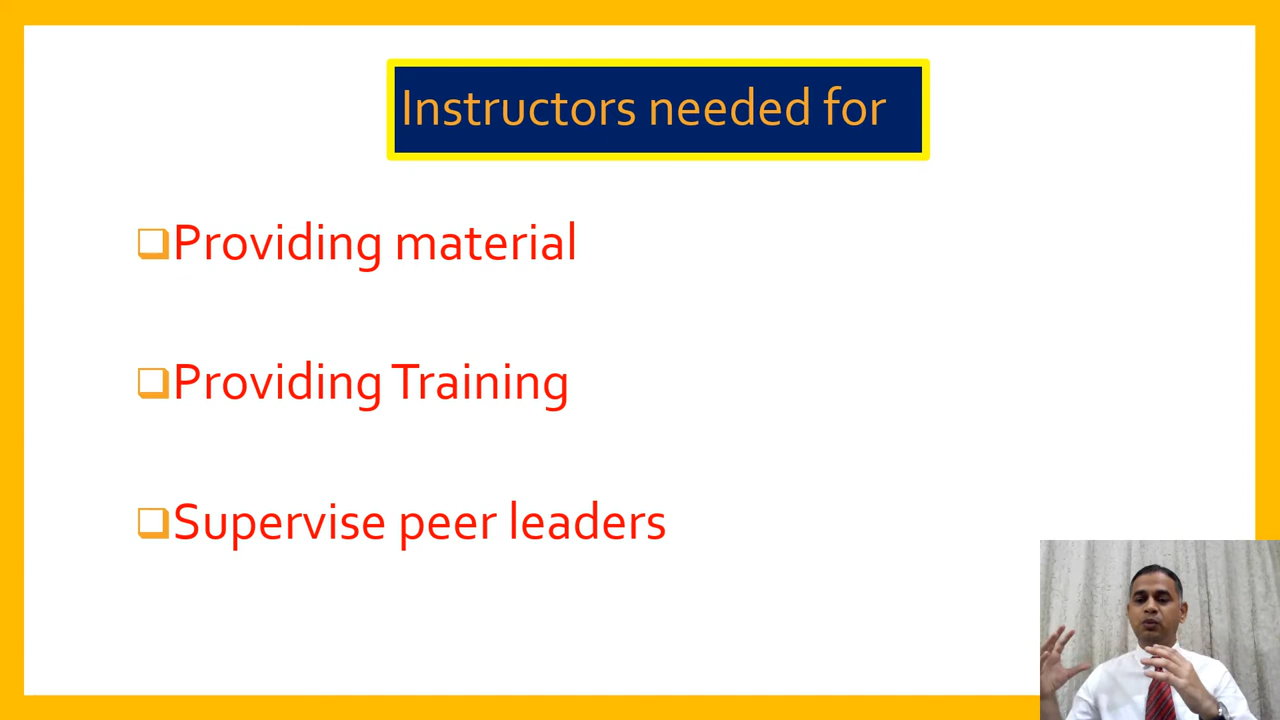 Instructors needed for
Providing material
Providing Training
Supervise peer leaders